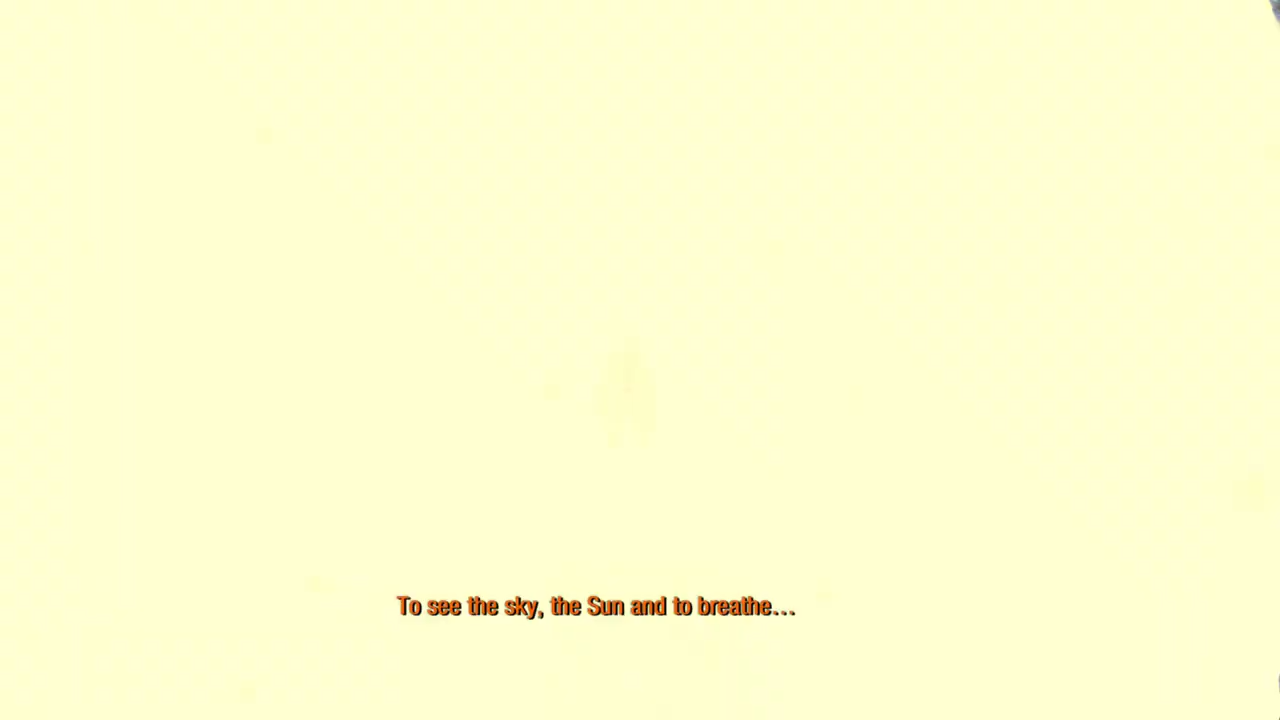 To see the sky, the Sun and to breathe...